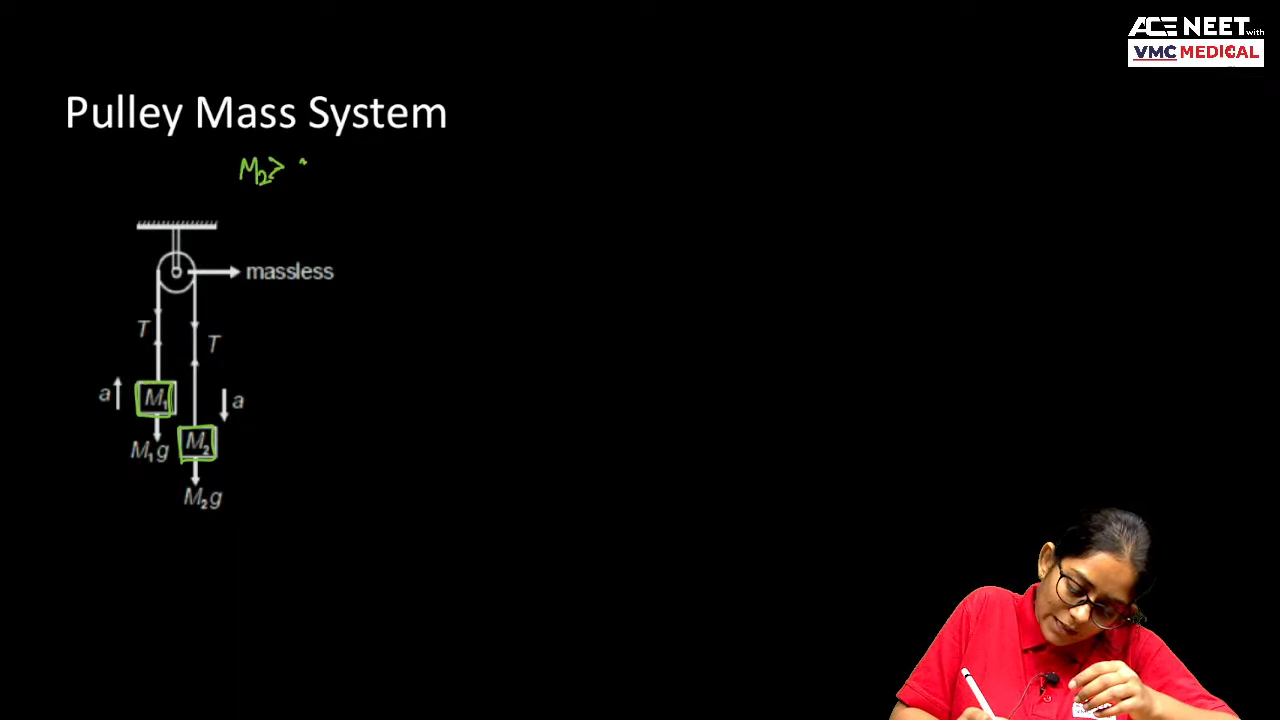 ACE NEET with
VMC MEDICAL
Pulley Mass System
M₂>
massless
T
T
a
M₁
a
M₁g
M₂
M₂g